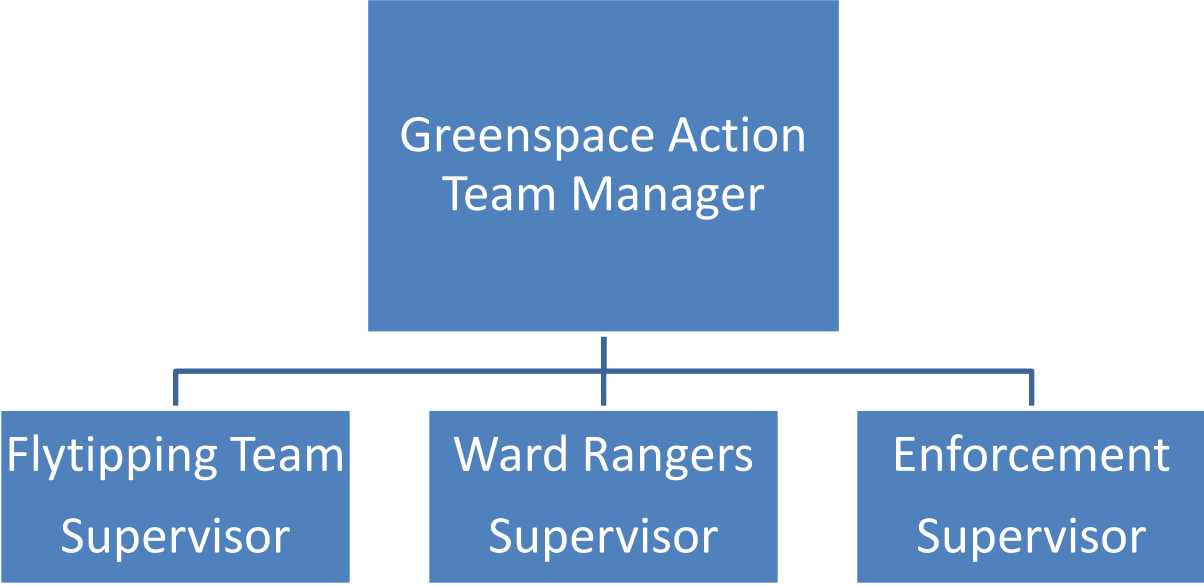 Greenspace Action
Team Manager
Flytipping Team
Supervisor
Ward Rangers
Supervisor
Enforcement
Supervisor